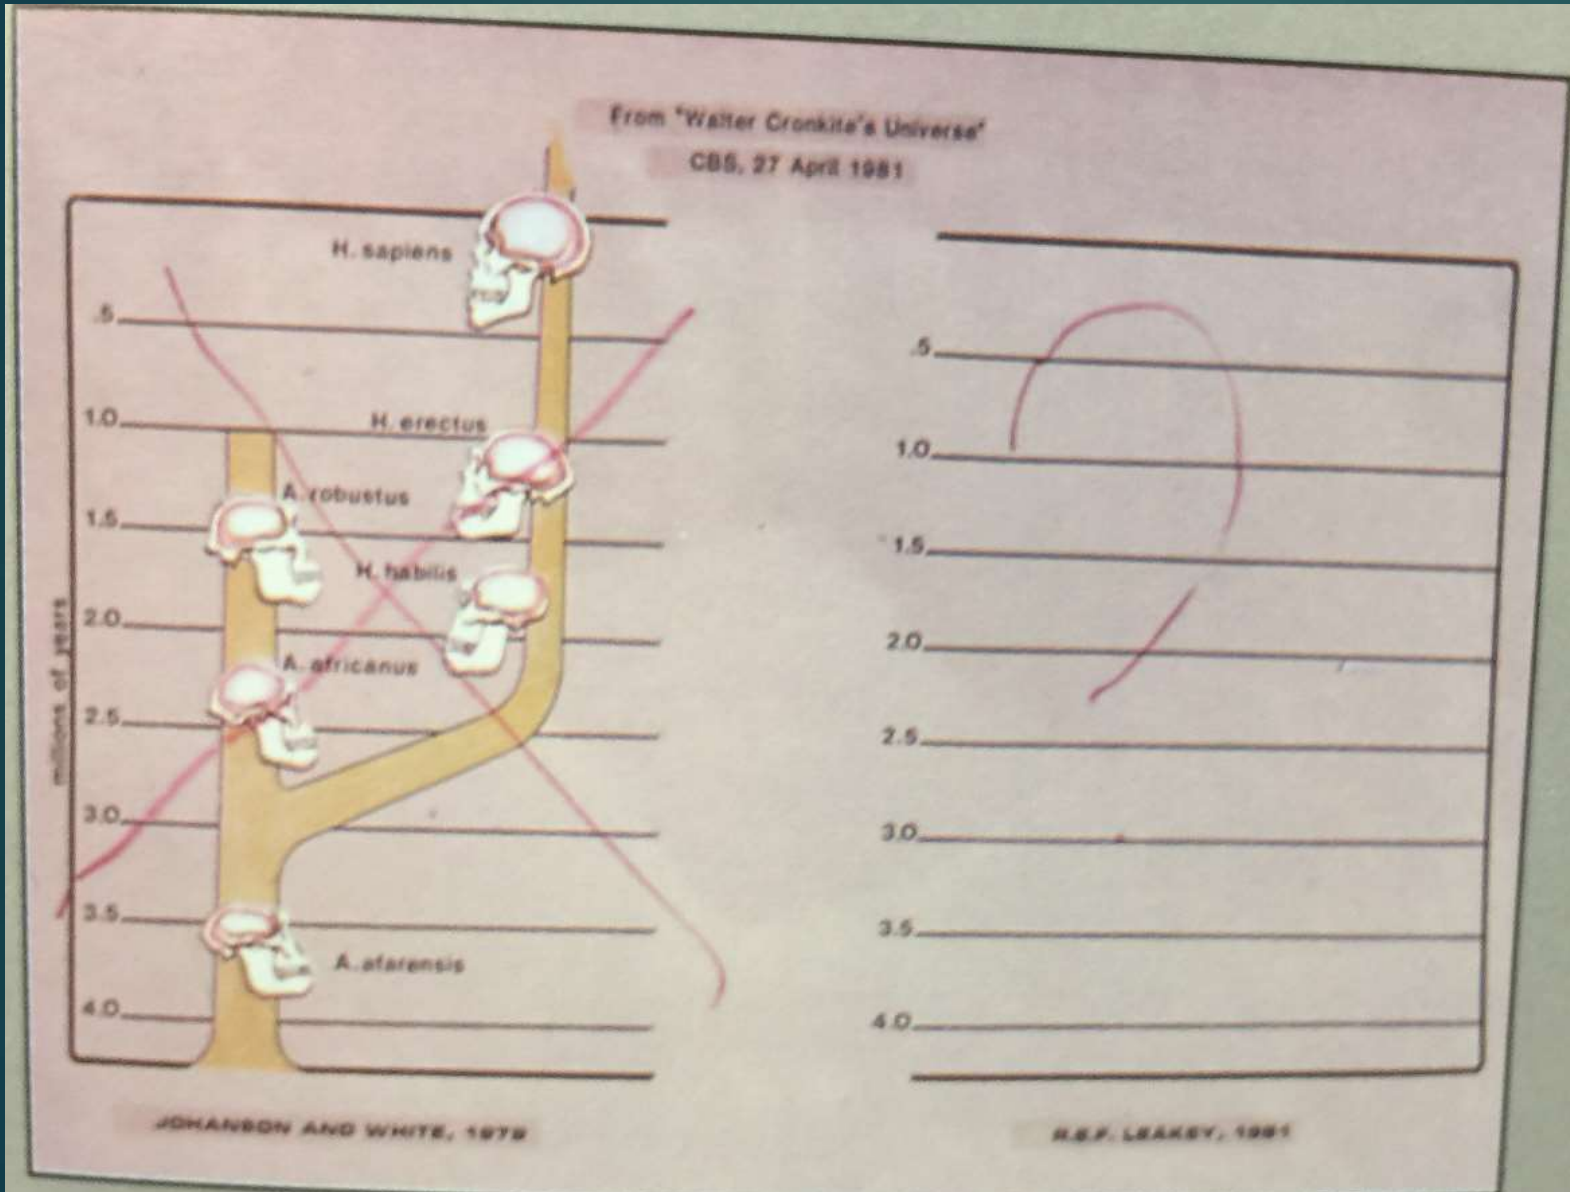 From "Walter Cronkite's Universe"
CBS, 27 April 1981
H. sapiens
.5
1.0
H. erectus
A. robustus
1.5
H. habilis
2.0
A. africanus
2.5
3.0
3.5
A. afarensis
4.0
millions of years
JOHANSON AND WHITE, 1979
.5
1.0
1.5
2.0
2.5
3.0
3.5
4.0
R.E.F. LEAKEY, 1981